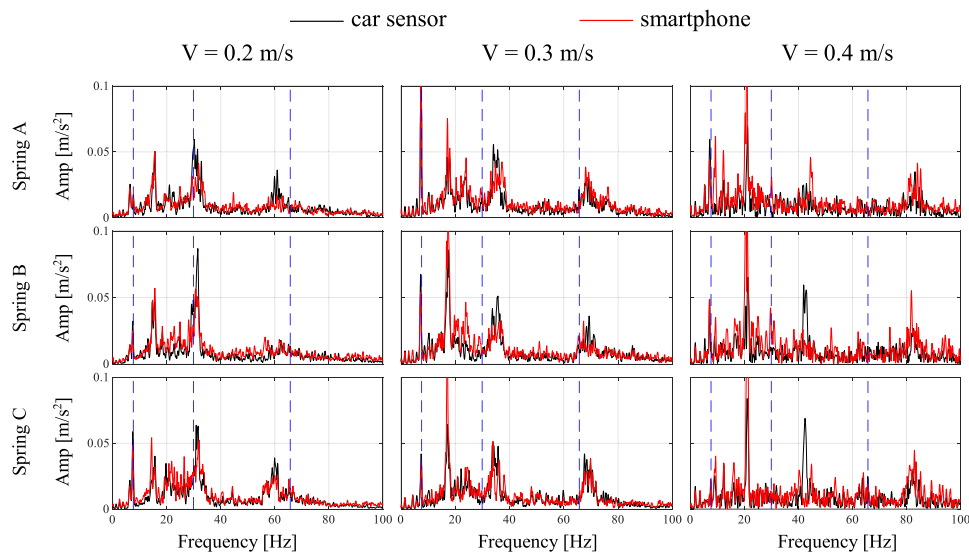 car sensor smartphone
V = 0.2 m/s V = 0.3 m/s V = 0.4 m/s
Spring A
Amp [m/s²]
0.1
0.05
0
Spring B
Amp [m/s²]
0.1
0.05
0
Spring C
Amp [m/s²]
0.1
0.05
0
0 20 40 60 80 100 0 20 40 60 80 100 0 20 40 60 80 100
Frequency [Hz] Frequency [Hz] Frequency [Hz]